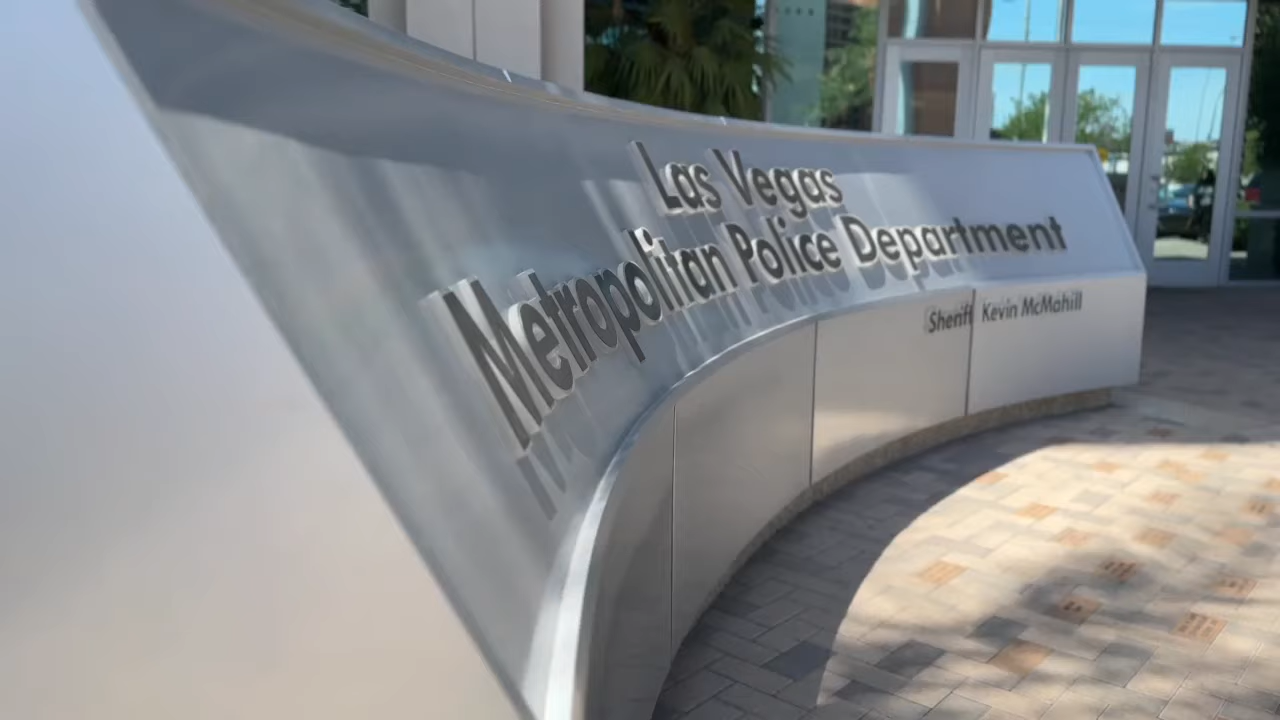 Las Vegas
Metropolitan Police Department
Sheriff Kevin McMahill